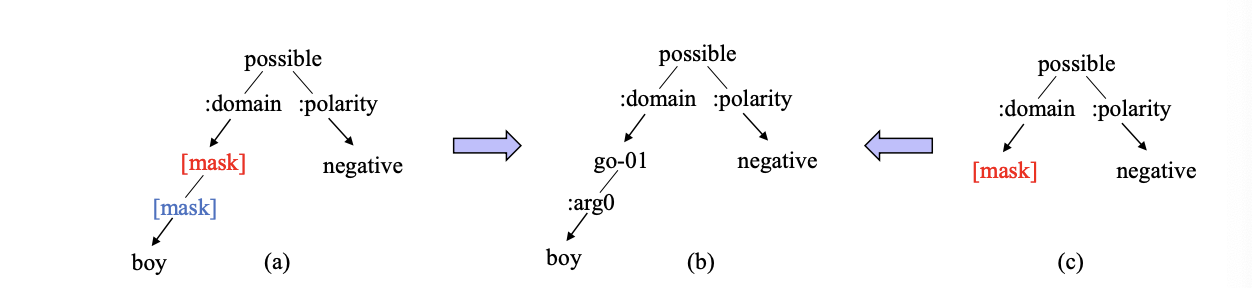 possible
:domain :polarity
[mask]
negative
[mask]
boy
(a)
possible
:domain :polarity
go-01
negative
:arg0
boy
(b)
possible
:domain :polarity
[mask]
negative
(c)